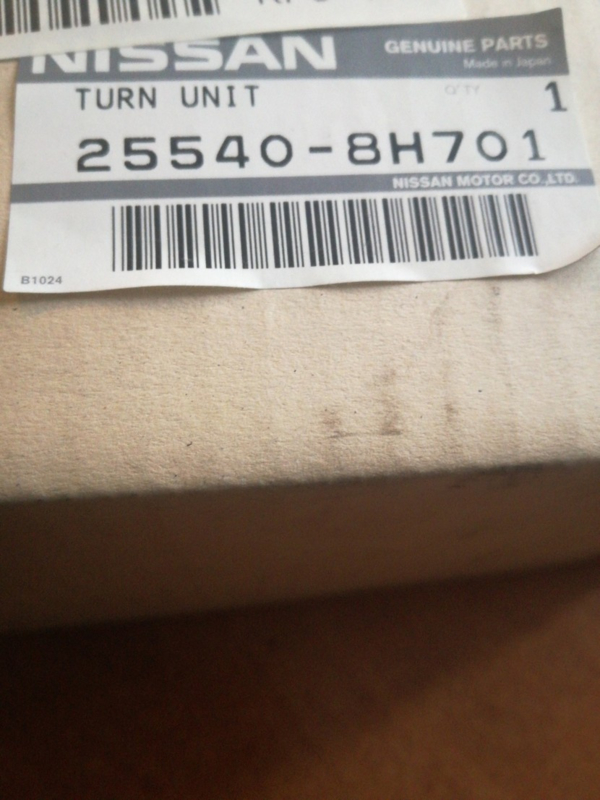 NISSAN
GENUINE PARTS
Made in Japan
TURN UNIT
Q'TY
1
25540-8H701
NISSAN MOTOR CO.,LTD.
B1024